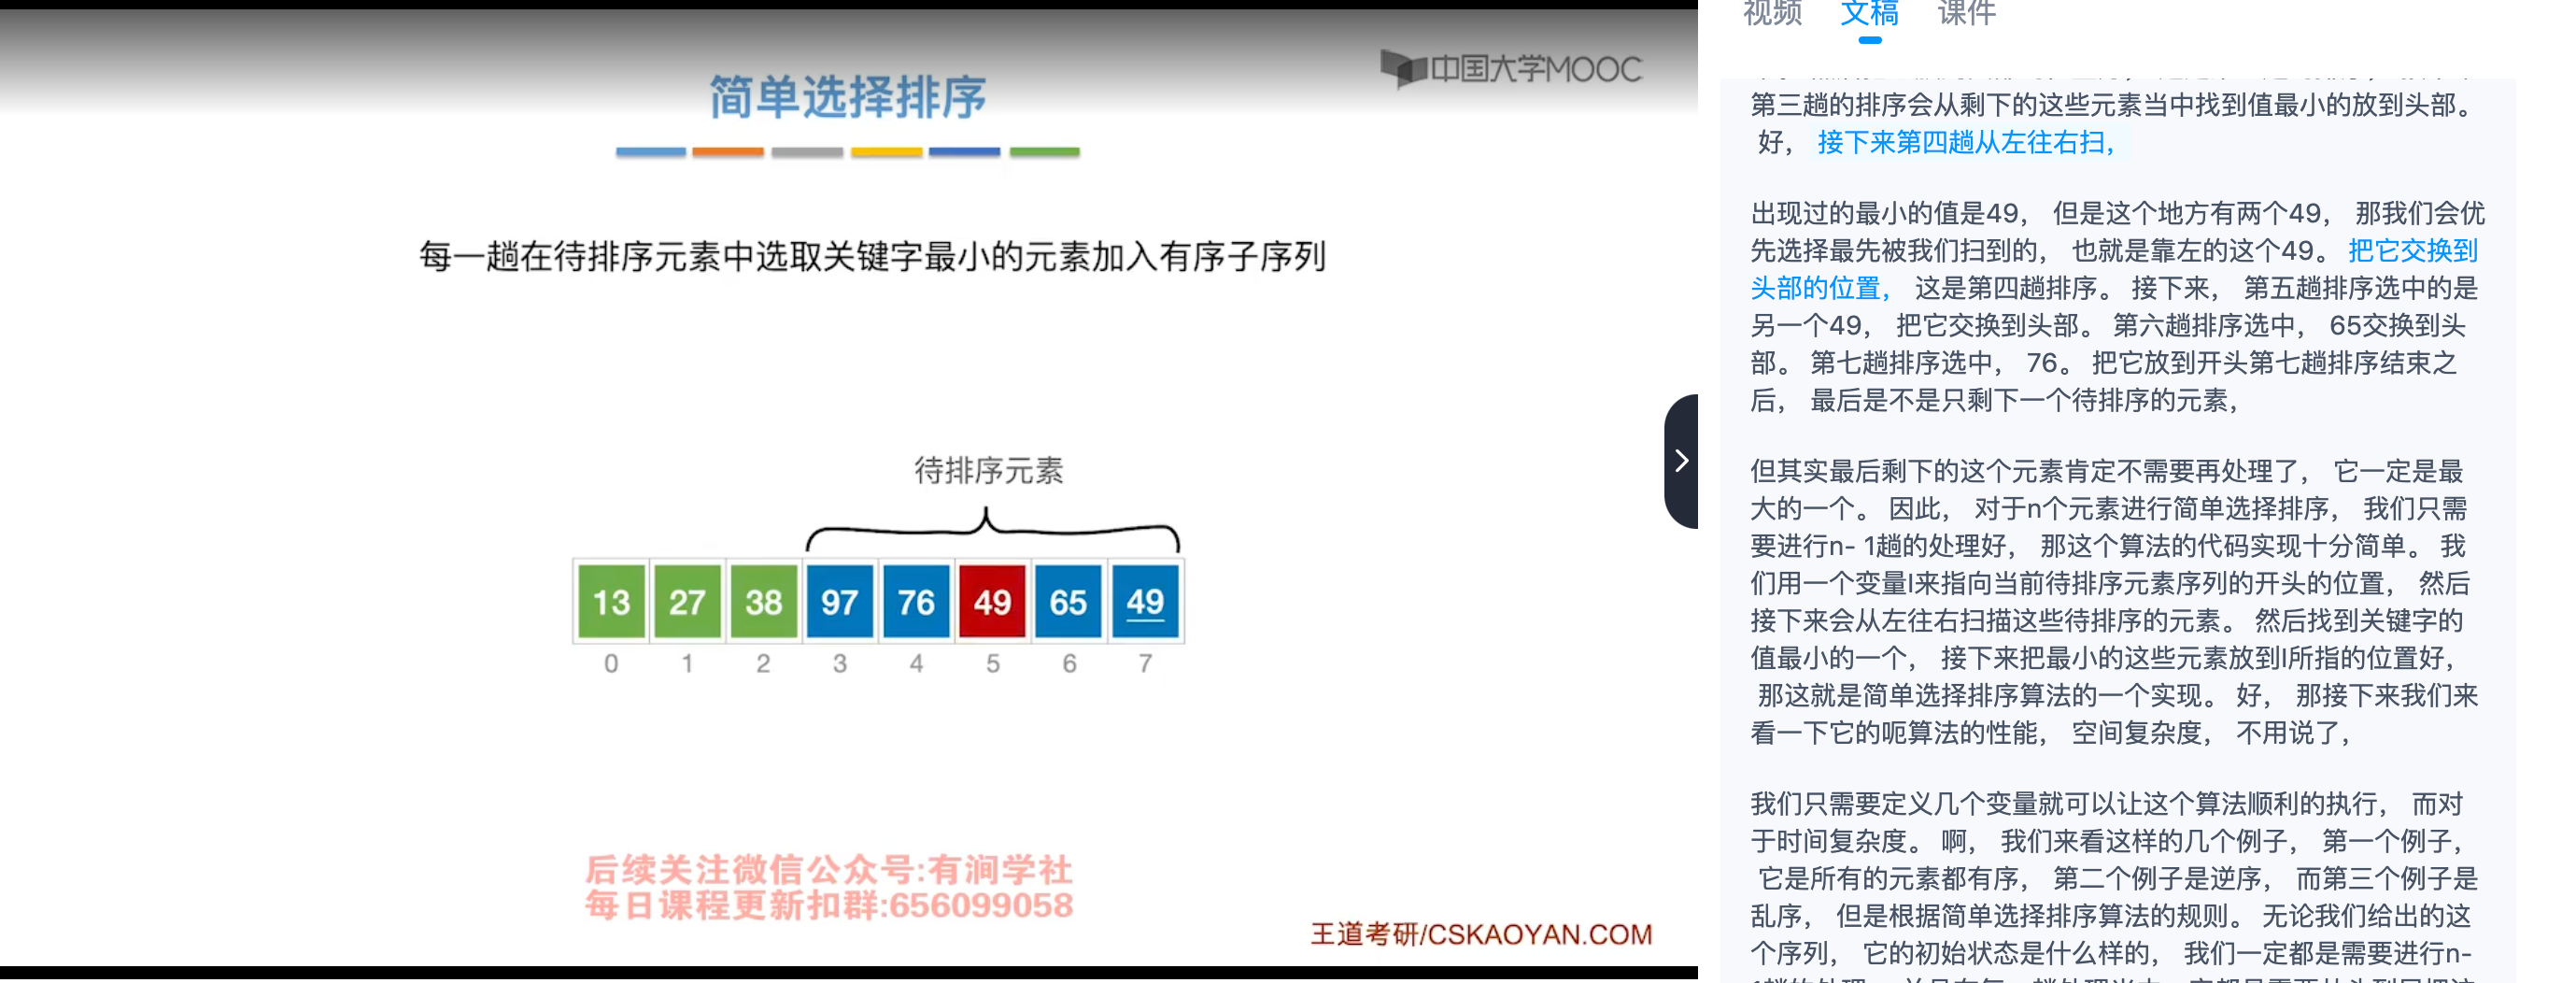 简单选择排序
中国大学MOOC
每一趟在待排序元素中选取关键字最小的元素加入有序子序列
待排序元素
13 27 38 97 76 49 65 49
0 1 2 3 4 5 6 7
后续关注微信公众号:有涧学社
每日课程更新扣群:656099058
王道考研/CSKAOYAN.COM
视频 文稿 课件
第三趟的排序会从剩下的这些元素当中找到值最小的放到头部。
好， 接下来第四趟从左往右扫，
出现过的最小的值是49， 但是这个地方有两个49， 那我们会优
先选择最先被我们扫到的， 也就是靠左的这个49。 把它交换到
头部的位置， 这是第四趟排序。 接下来， 第五趟排序选中的是
另一个49， 把它交换到头部。 第六趟排序选中， 65交换到头
部。 第七趟排序选中， 76。 把它放到开头第七趟排序结束之
后， 最后是不是只剩下一个待排序的元素，
但其实最后剩下的这个元素肯定不需要再处理了， 它一定是最
大的一个。 因此， 对于n个元素进行简单选择排序， 我们只需
要进行n- 1趟的处理好， 那这个算法的代码实现十分简单。 我
们用一个变量I来指向当前待排序元素序列的开头的位置， 然后
接下来会从左往右扫描这些待排序的元素。 然后找到关键字的
值最小的一个， 接下来把最小的这些元素放到I所指的位置好，
那这就是简单选择排序算法的一个实现。 好， 那接下来我们来
看一下它的呃算法的性能， 空间复杂度， 不用说了，
我们只需要定义几个变量就可以让这个算法顺利的执行， 而对
于时间复杂度。 啊， 我们来看这样的几个例子， 第一个例子，
它是所有的元素都有序， 第二个例子是逆序， 而第三个例子是
乱序， 但是根据简单选择排序算法的规则。 无论我们给出的这
个序列， 它的初始状态是什么样的， 我们一定都是需要进行n-